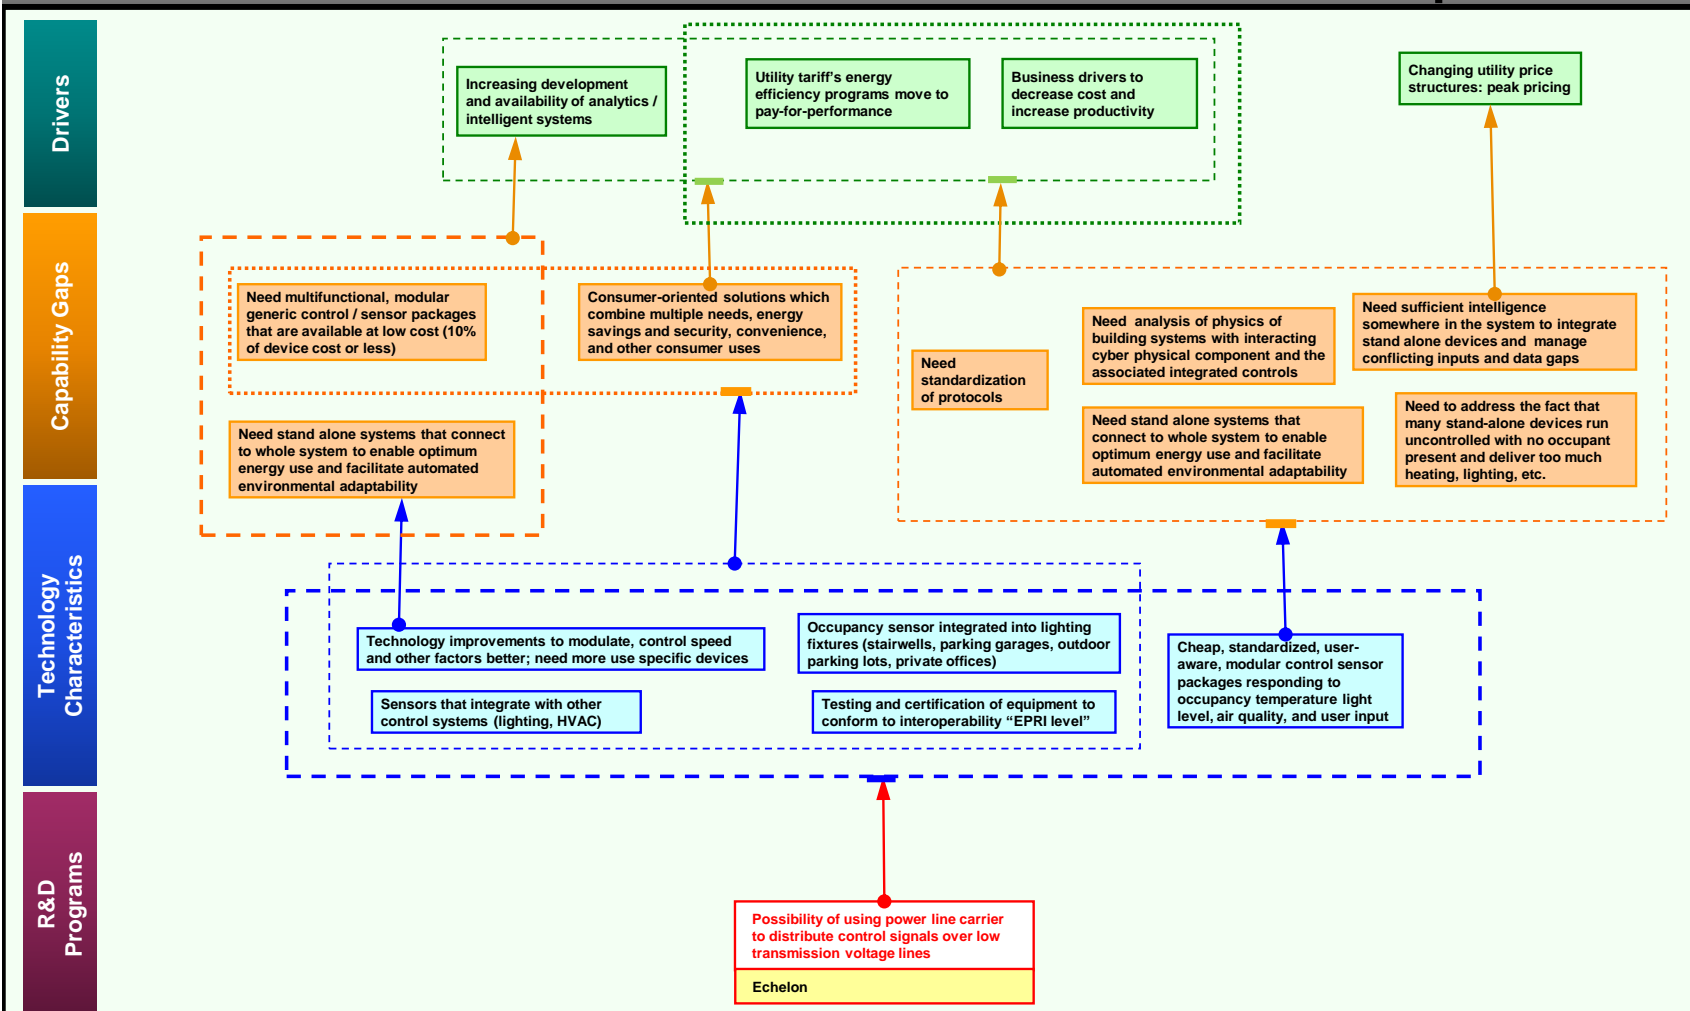 Drivers
Increasing development
and availability of analytics /
intelligent systems
Utility tariff's energy
efficiency programs move to
pay-for-performance
Business drivers to
decrease cost and
increase productivity
Changing utility price
structures: peak pricing
Capability Gaps
Need multifunctional, modular
generic control / sensor packages
that are available at low cost (10%
of device cost or less)
Consumer-oriented solutions which
combine multiple needs, energy
savings and security, convenience,
and other consumer uses
Need
standardization
of protocols
Need  analysis of physics of
building systems with interacting
cyber physical component and the
associated integrated controls
Need sufficient intelligence
somewhere in the system to integrate
stand alone devices and  manage
conflicting inputs and data gaps
Need stand alone systems that connect
to whole system to enable optimum
energy use and facilitate automated
environmental adaptability
Need stand alone systems that
connect to whole system to enable
optimum energy use and facilitate
automated environmental adaptability
Need to address the fact that
many stand-alone devices run
uncontrolled with no occupant
present and deliver too much
heating, lighting, etc.
Technology
Characteristics
Technology improvements to modulate, control speed
and other factors better; need more use specific devices
Occupancy sensor integrated into lighting
fixtures (stairwells, parking garages, outdoor
parking lots, private offices)
Cheap, standardized, user-
aware, modular control sensor
packages responding to
occupancy temperature light
level, air quality, and user input
Sensors that integrate with other
control systems (lighting, HVAC)
Testing and certification of equipment to
conform to interoperability “EPRI level”
R&D
Programs
Possibility of using power line carrier
to distribute control signals over low
transmission voltage lines
Echelon